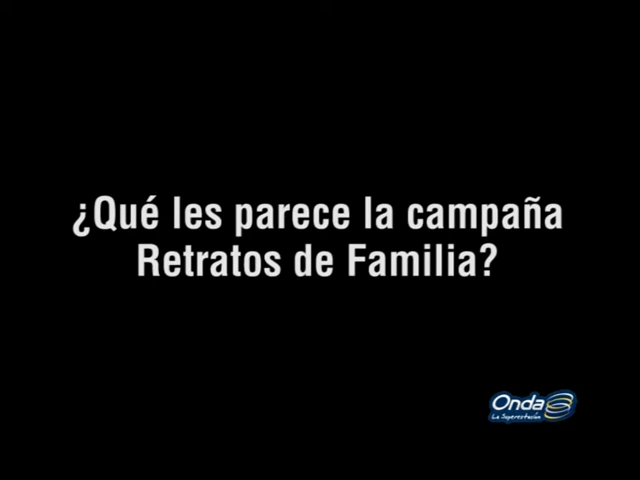 ¿Qué les parece la campaña
Retratos de Familia?
Onda
La Superestación